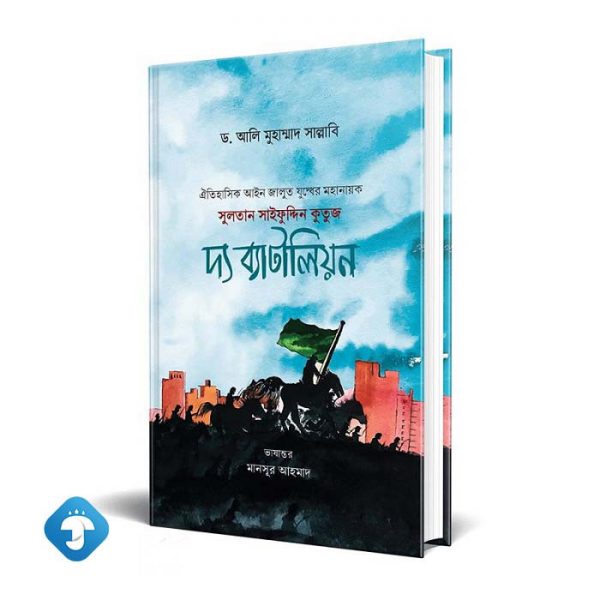 ড. আলি মুহাম্মাদ সাল্লাবি
ঐতিহাসিক আইন জালুত যুদ্ধের মহানায়ক
সুলতান সাইফুদ্দিন কুতুজ
দ্য ব্যাটালিয়ন
ভাষান্তর
মানসূর আহমাদ